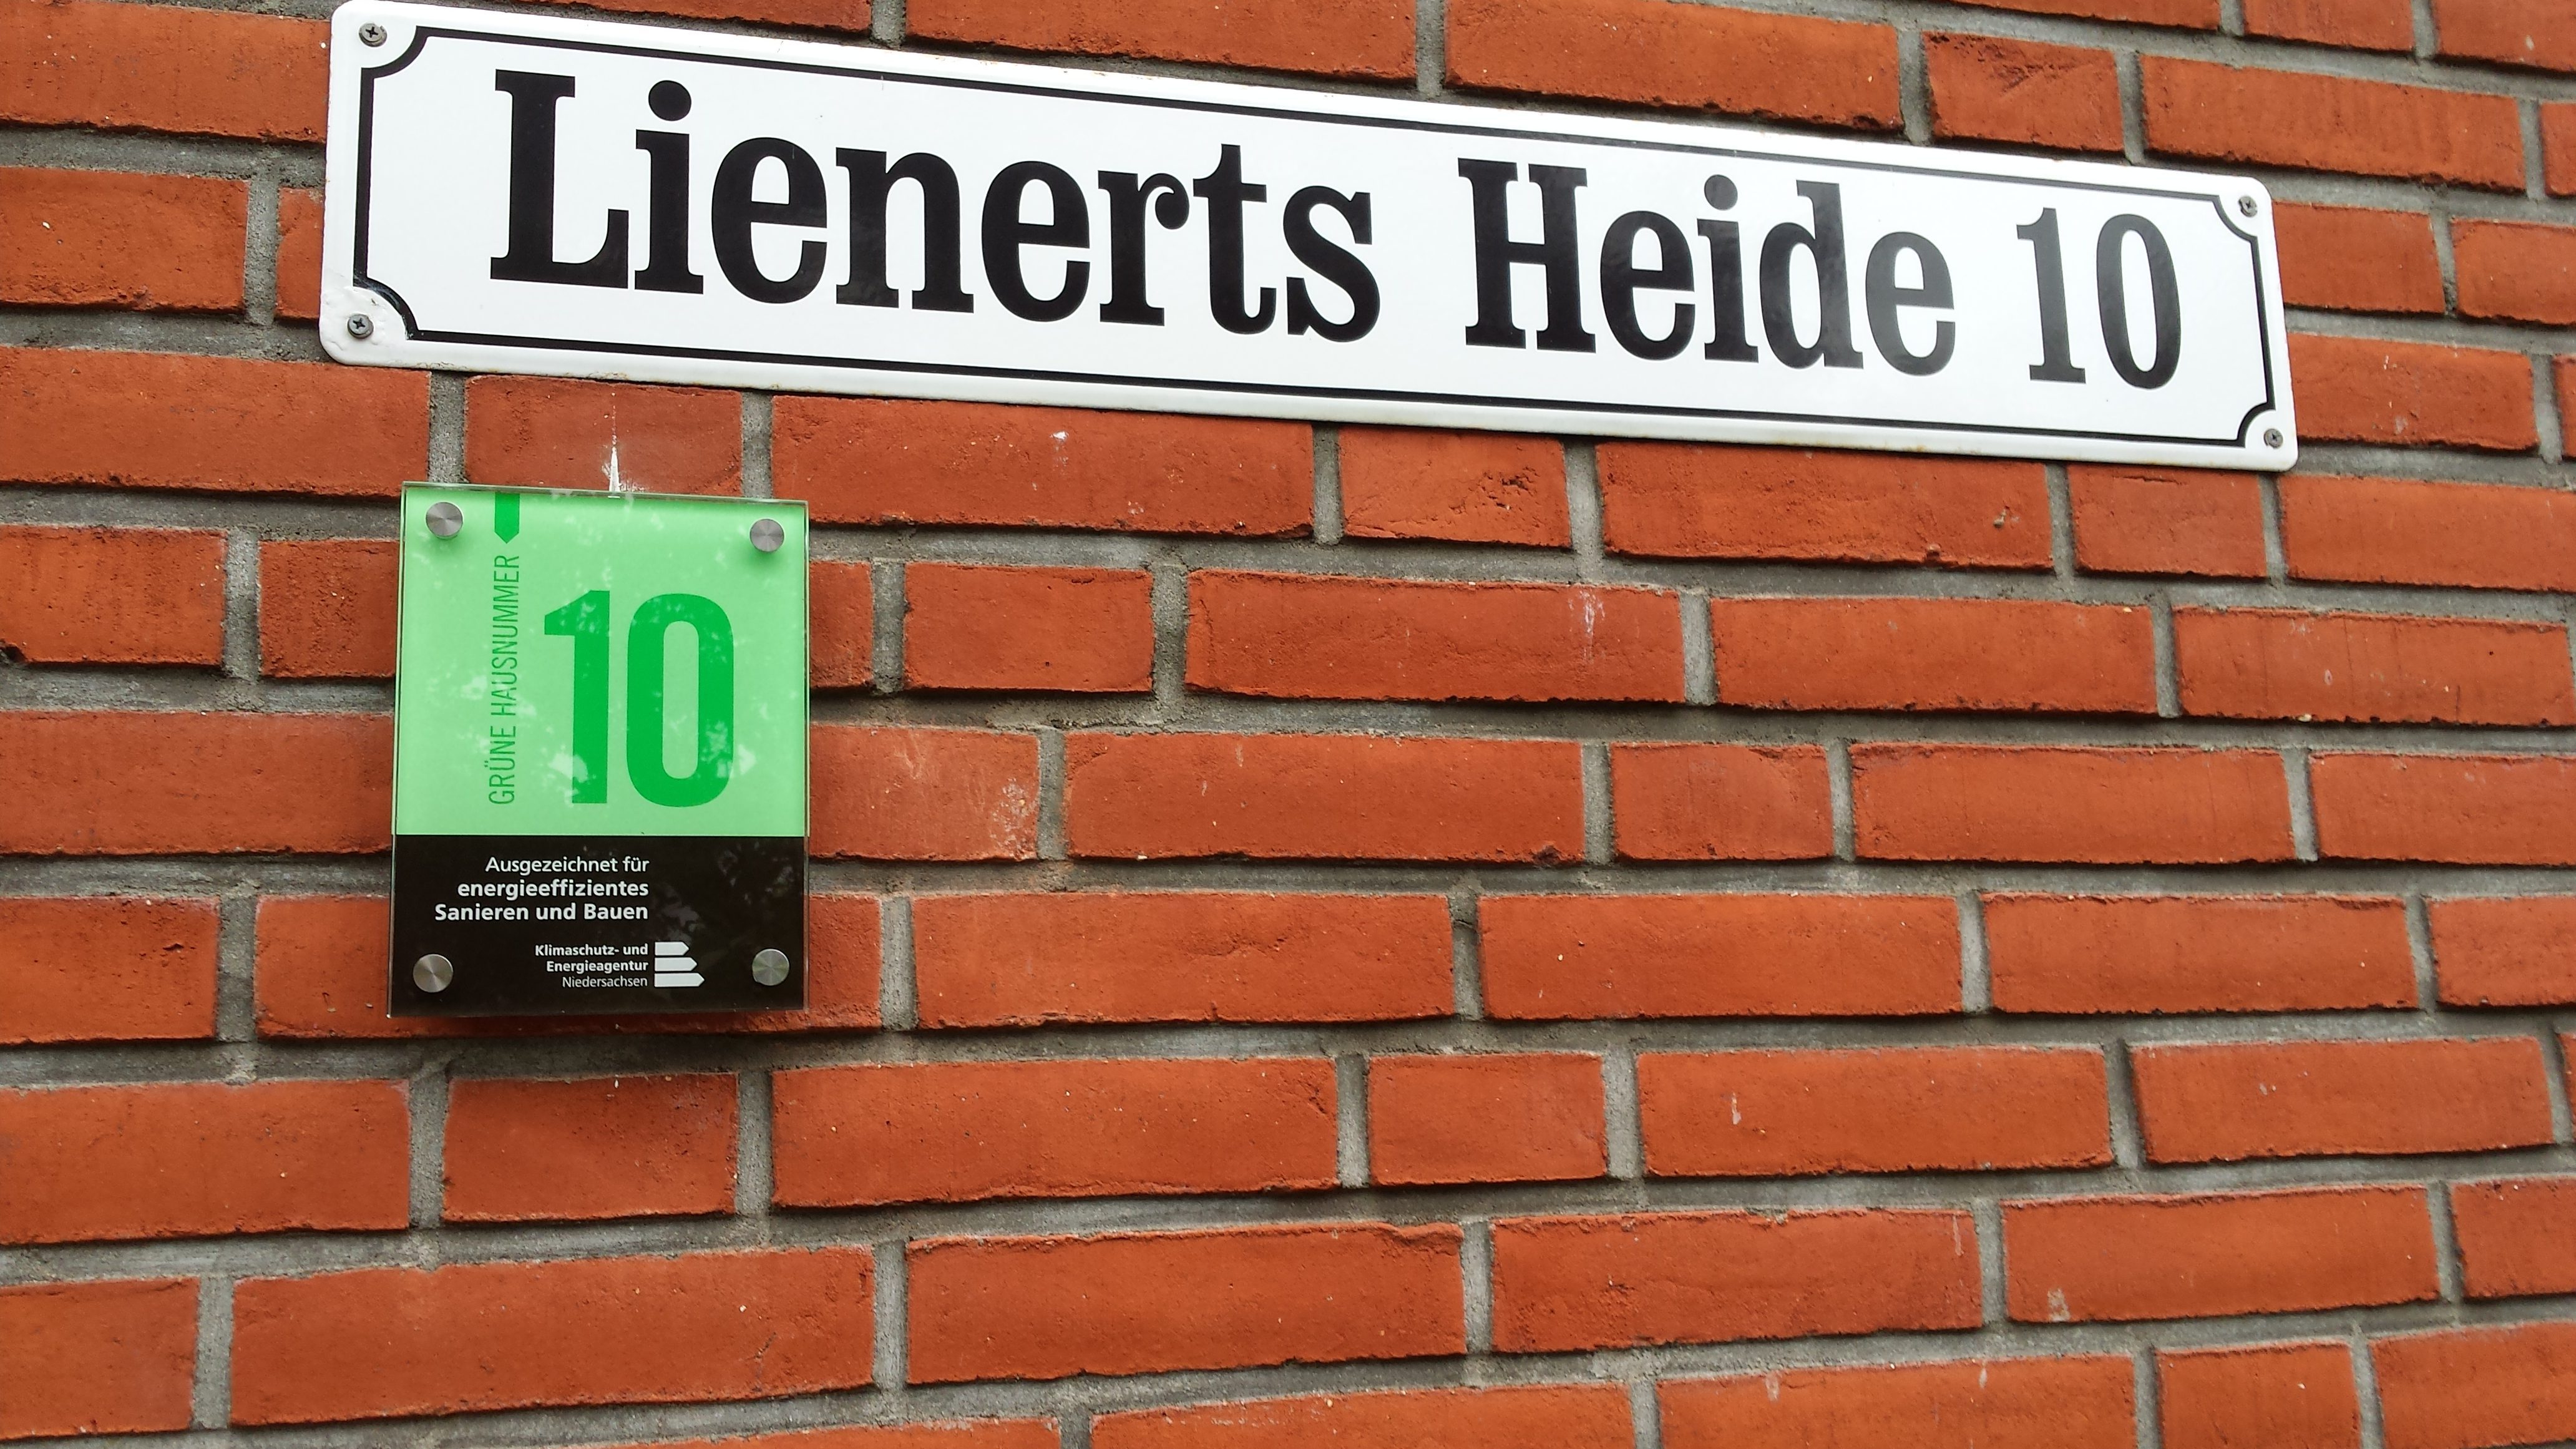 Lienerts Heide 10
GRÜNE HAUSNUMMER
10
Ausgezeichnet für
energieeffizientes
Sanieren und Bauen
Klimaschutz- und
Energieagentur
Niedersachsen